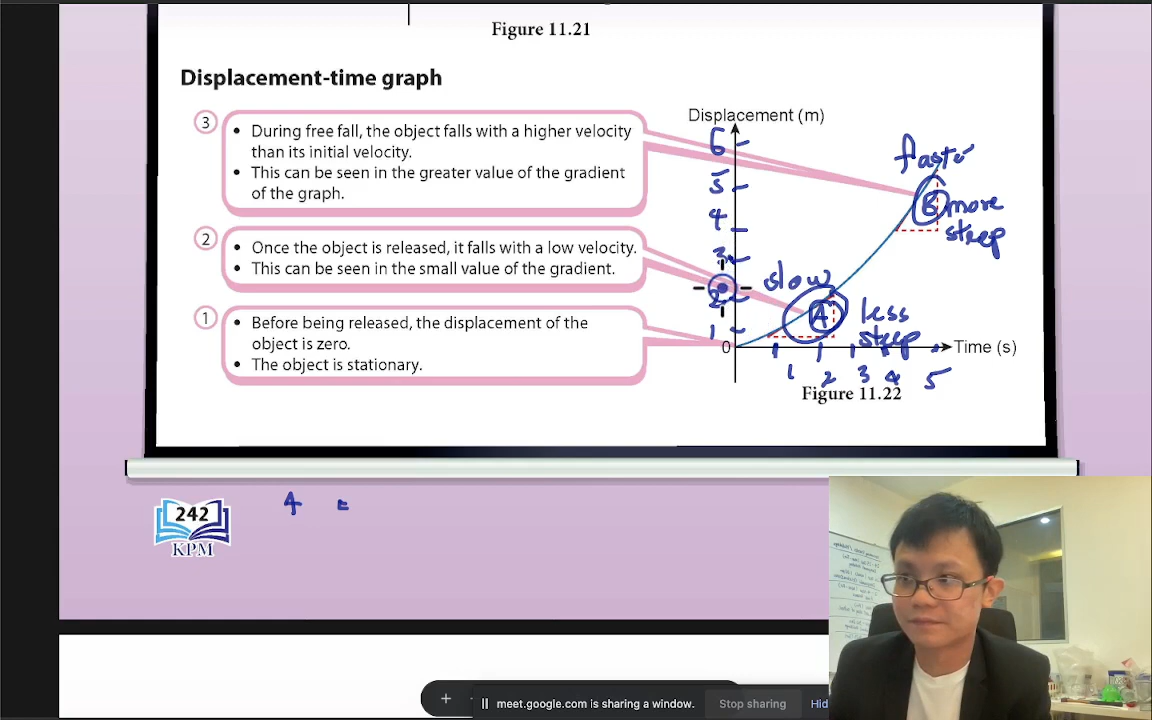 Figure 11.21
Displacement-time graph
3
• During free fall, the object falls with a higher velocity
than its initial velocity.
• This can be seen in the greater value of the gradient
of the graph.
2
• Once the object is released, it falls with a low velocity.
• This can be seen in the small value of the gradient.
1
• Before being released, the displacement of the
object is zero.
• The object is stationary.
Displacement (m)
6
5
4
3
2
1
0
faster
B
more
steep
slow
A
less
steep
Time (s)
1 2 3 4 5
Figure 11.22
242
KPM
A =
meet.google.com is sharing a window.
Stop sharing
Hid